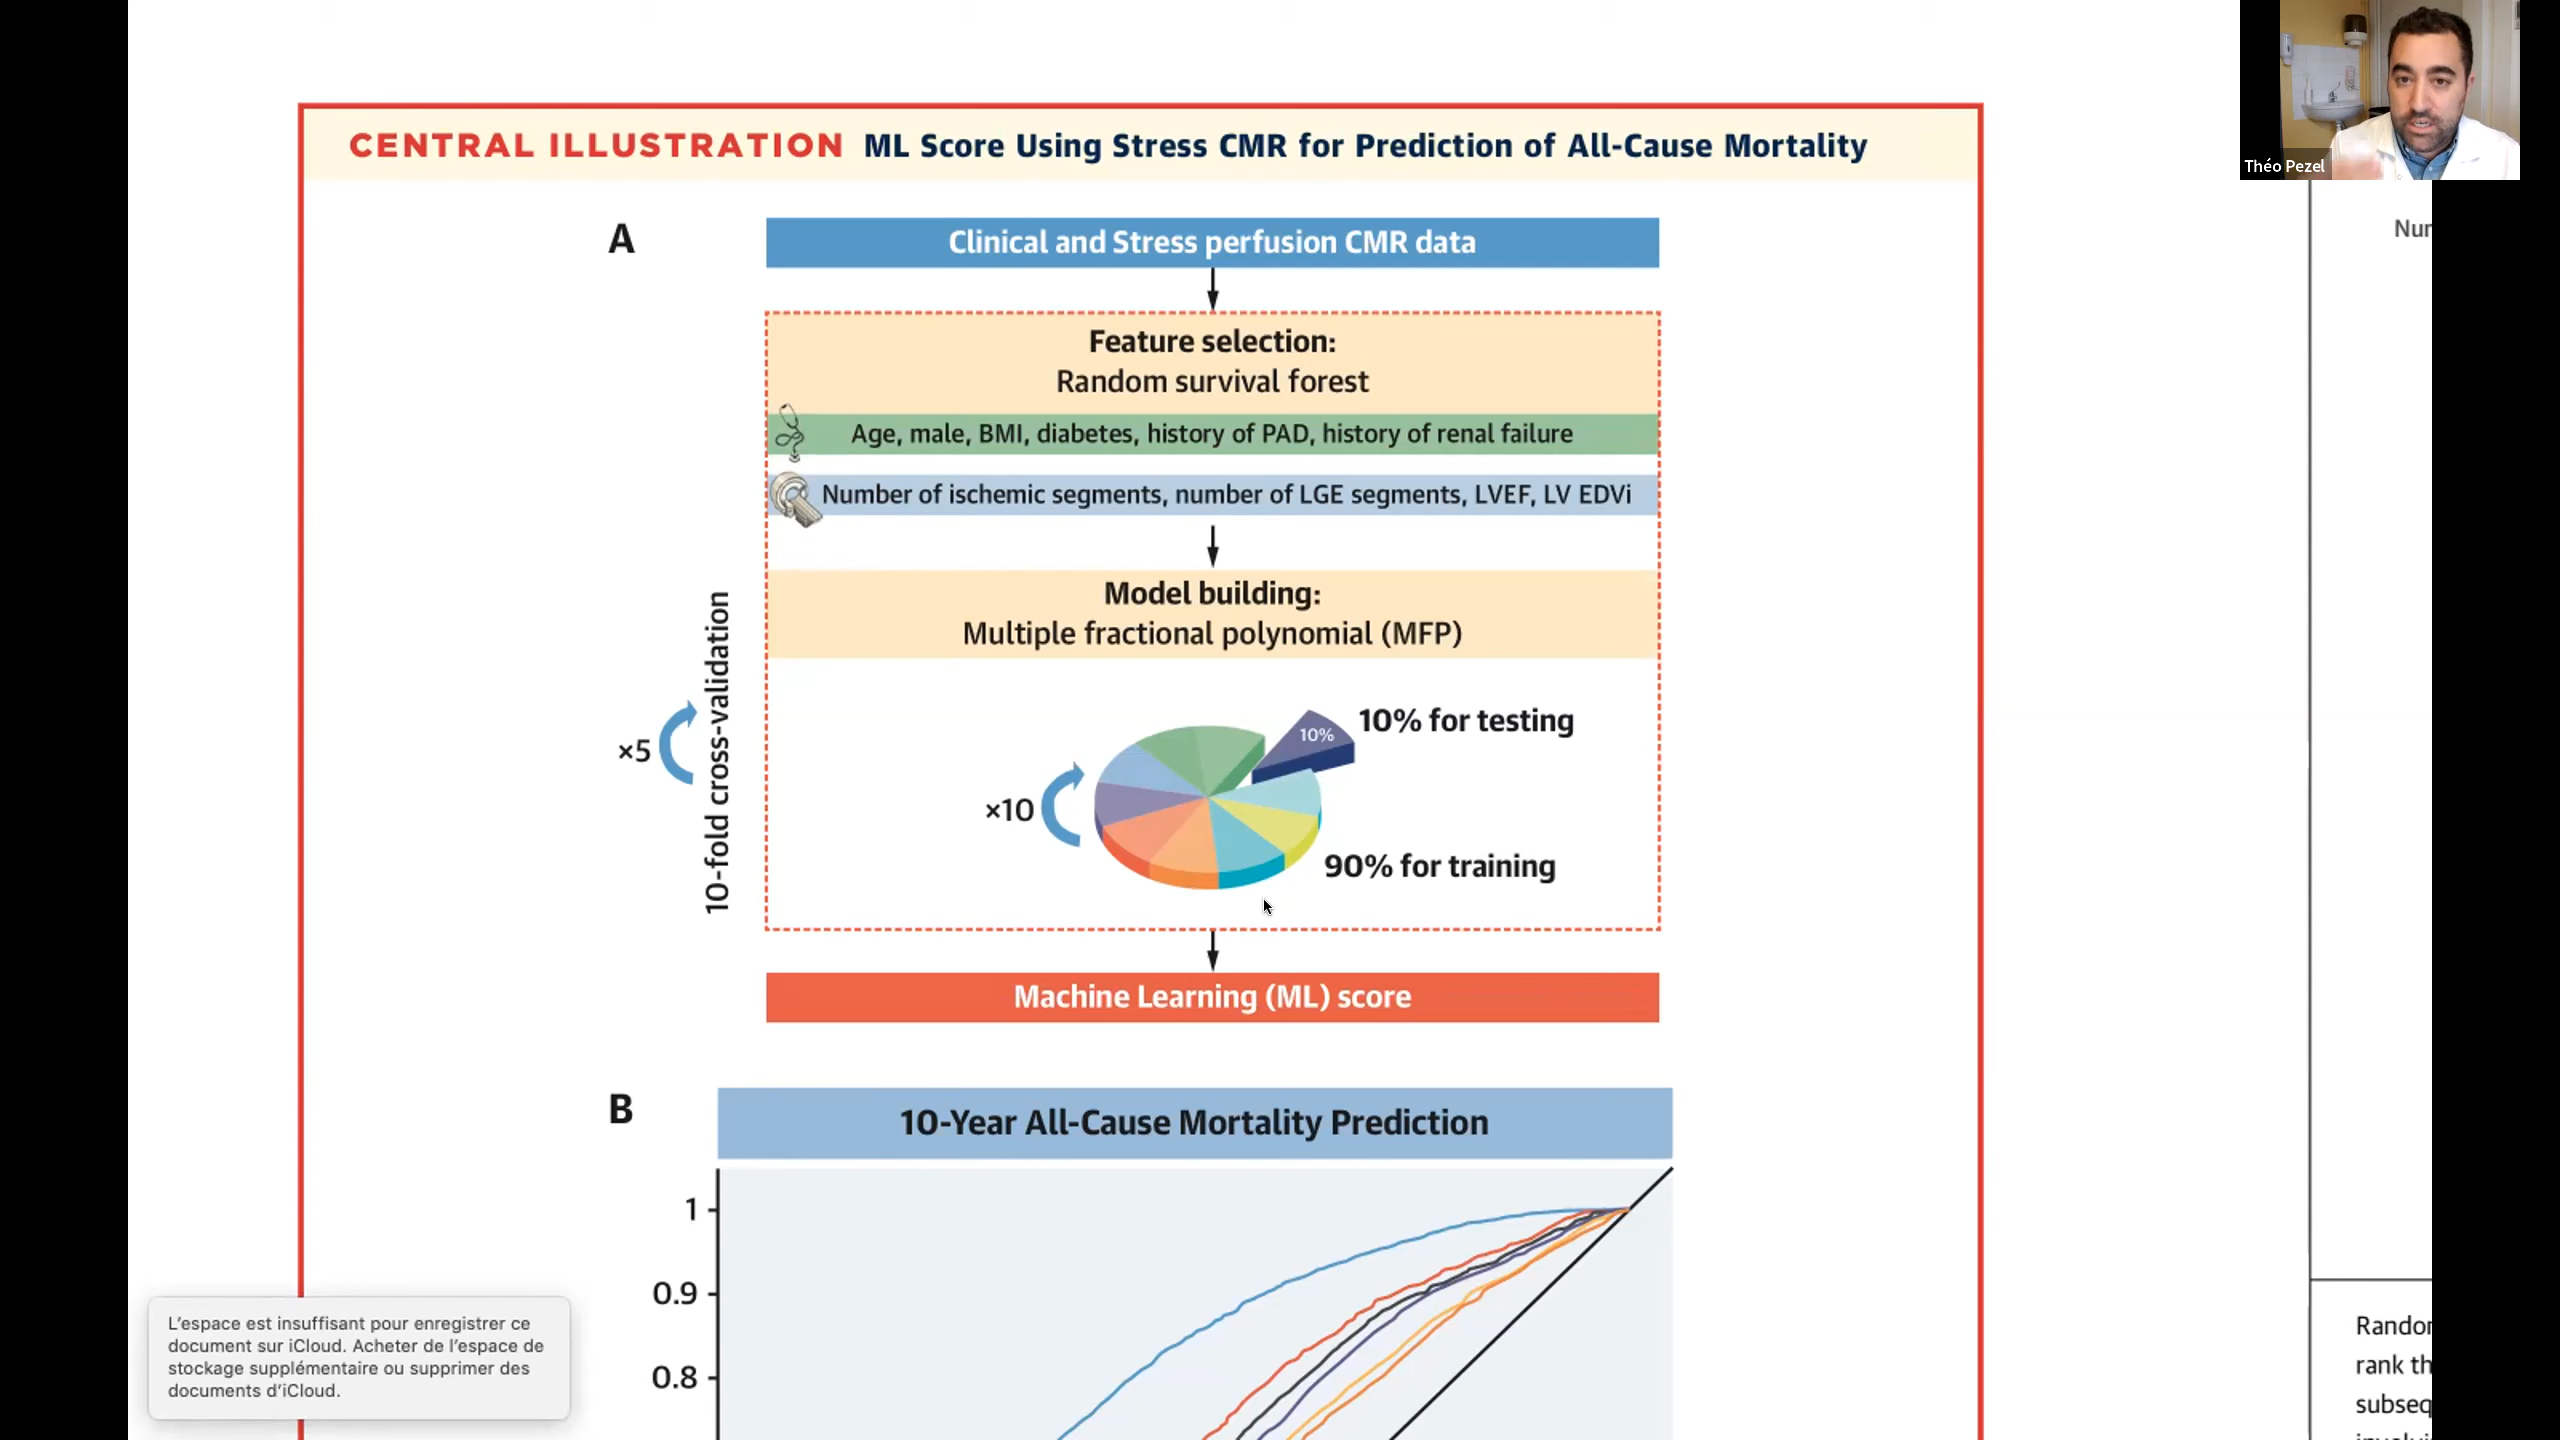 CENTRAL ILLUSTRATION ML Score Using Stress CMR for Prediction of All-Cause Mortality
Théo Pezel
A
Clinical and Stress perfusion CMR data
Feature selection:
Random survival forest
Age, male, BMI, diabetes, history of PAD, history of renal failure
Number of ischemic segments, number of LGE segments, LVEF, LV EDVi
Model building:
Multiple fractional polynomial (MFP)
×5
10-fold cross-validation
×10
10%
10% for testing
90% for training
Machine Learning (ML) score
B
10-Year All-Cause Mortality Prediction
1
0.9
0.8
L'espace est insuffisant pour enregistrer ce
document sur iCloud. Acheter de l'espace de
stockage supplémentaire ou supprimer des
documents d'iCloud.
rank th